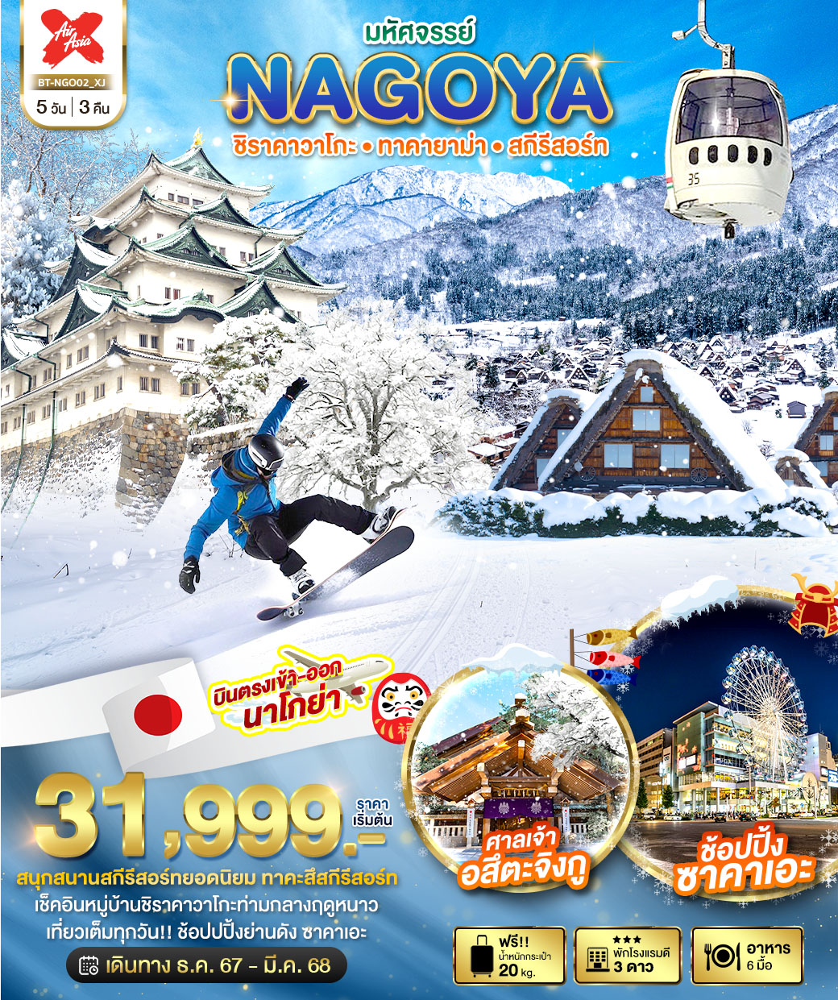 Air
Asia
BT-NGO02_XJ
5 วัน | 3 คืน
มหัศจรรย์
NAGOYA
ชิราคาวาโกะ • ทาคายาม่า • สกีรีสอร์ท
35
บินตรงเข้า-ออก
นาโกย่า
福
31,999.-
ราคา
เริ่มต้น
สนุกสนานสกีรีสอร์ทยอดนิยม ทาคะสึสกีรีสอร์ท
เช็คอินหมู่บ้านชิราคาวาโกะท่ามกลางฤดูหนาว
เที่ยวเต็มทุกวัน!! ช้อปปปิ้งย่านดัง ซาคาเอะ
เดินทาง ธ.ค. 67 - มี.ค. 68
ศาลเจ้า
อสึตะจิงกู
ช้อปปิ้ง
ซาคาเอะ
ฟรี!!
น้ำหนักกระเป๋า
20 kg.
พักโรงแรมดี
3 ดาว
อาหาร
6 มื้อ